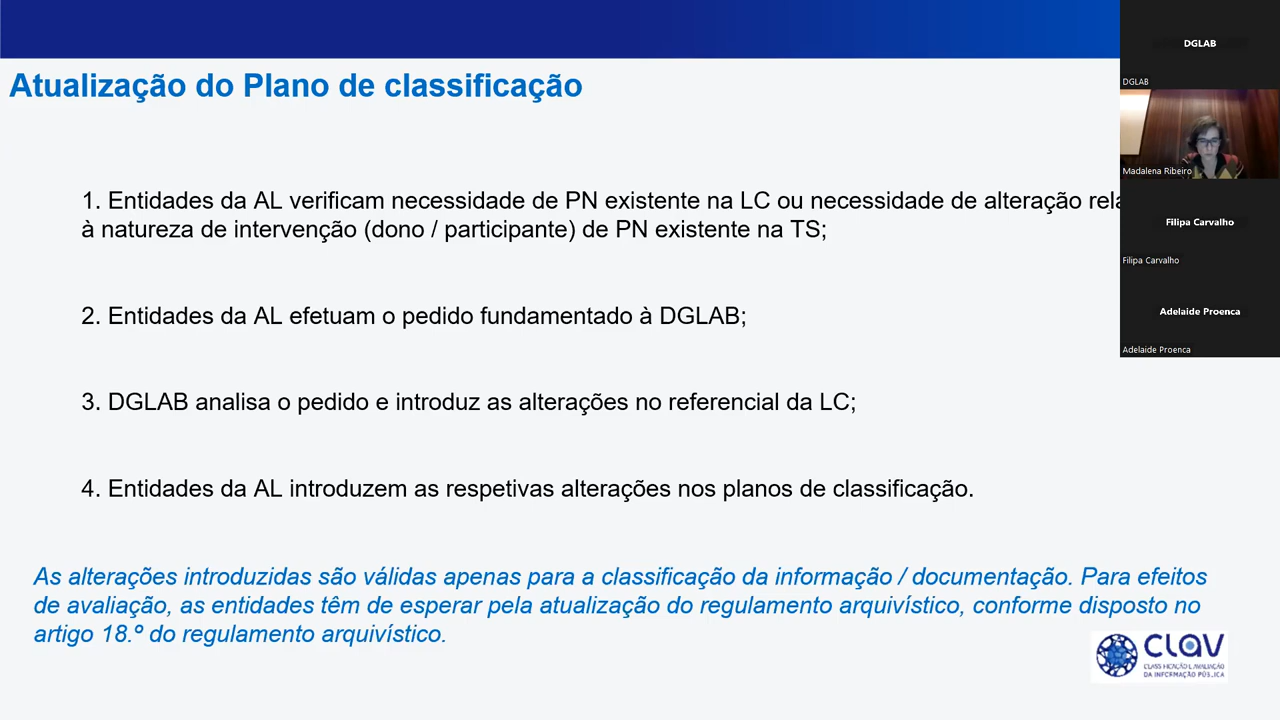 Atualização do Plano de classificação
1. Entidades da AL verificam necessidade de PN existente na LC ou necessidade de alteração
à natureza de intervenção (dono / participante) de PN existente na TS;
2. Entidades da AL efetuam o pedido fundamentado à DGLAB;
3. DGLAB analisa o pedido e introduz as alterações no referencial da LC;
4. Entidades da AL introduzem as respetivas alterações nos planos de classificação.
As alterações introduzidas são válidas apenas para a classificação da informação / documentação. Para efeitos
de avaliação, as entidades têm de esperar pela atualização do regulamento arquivístico, conforme disposto no
artigo 18.º do regulamento arquivístico.
CLAV
CLASSIFICAÇÃO E AVALIAÇÃO
DA INFORMAÇÃO PÚBLICA
DGLAB
DGLAB
Madalena Ribeiro
Filipa Carvalho
Filipa Carvalho
Adelaide Proenca
Adelaide Proenca